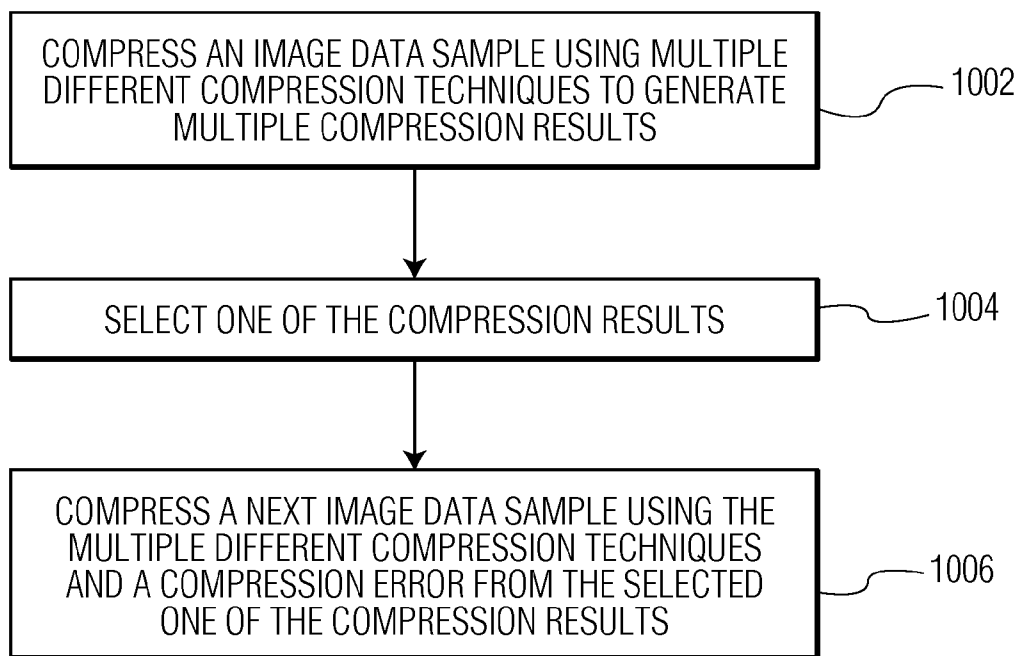 COMPRESS AN IMAGE DATA SAMPLE USING MULTIPLE
DIFFERENT COMPRESSION TECHNIQUES TO GENERATE
MULTIPLE COMPRESSION RESULTS
1002
SELECT ONE OF THE COMPRESSION RESULTS
1004
COMPRESS A NEXT IMAGE DATA SAMPLE USING THE
MULTIPLE DIFFERENT COMPRESSION TECHNIQUES
AND A COMPRESSION ERROR FROM THE SELECTED
ONE OF THE COMPRESSION RESULTS
1006